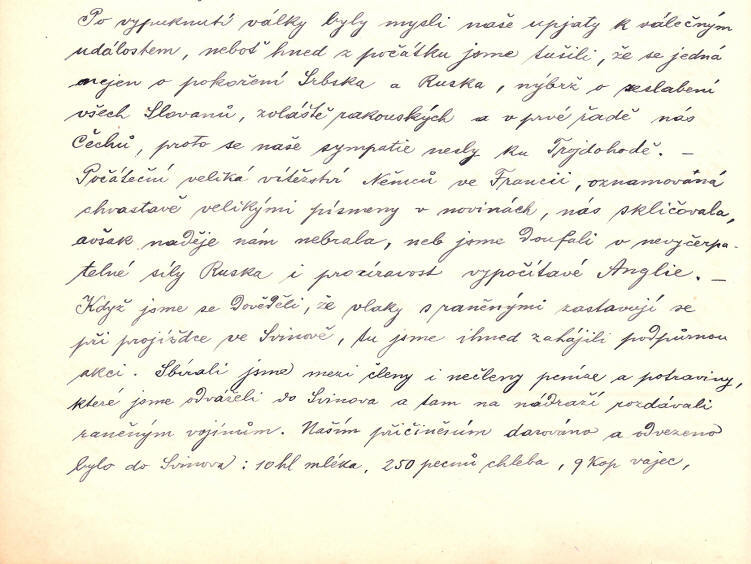 Po vypuknutí války byly mysli naše upjaty k válečným
událostem, neboť hned z počátku jsme tušili, že se jedná
nejen o pokoření Srbska a Ruska, nýbrž o seslabení
všech Slovanů, zvláště rakouských a v prvé řadě nás
Čechů, proto se naše sympatie nesly ku Trojdohodě. —
Počáteční veliká vítězství Němců ve Francii, oznamovaná
chvastavě velikými písmeny v novinách, nás skličovala,
avšak naděje nám nebrala, neb jsme doufali v nevyčerpa-
telné síly Ruska i prozíravost vypočítavé Anglie. —
Když jsme se dověděli, že vlaky s raněnými zastavují se
při projížďce ve Svinově, tu jsme ihned zahájili podpůrnou
akci. Sbírali jsme mezi členy i nečleny peníze a potraviny,
které jsme odváželi do Svinova a tam na nádraží rozdávali
raněným vojínům. Naším přičiněním darováno a odvezeno
bylo do Svinova: 10 hl mléka, 250 pecnů chleba, 9 kop vajec,